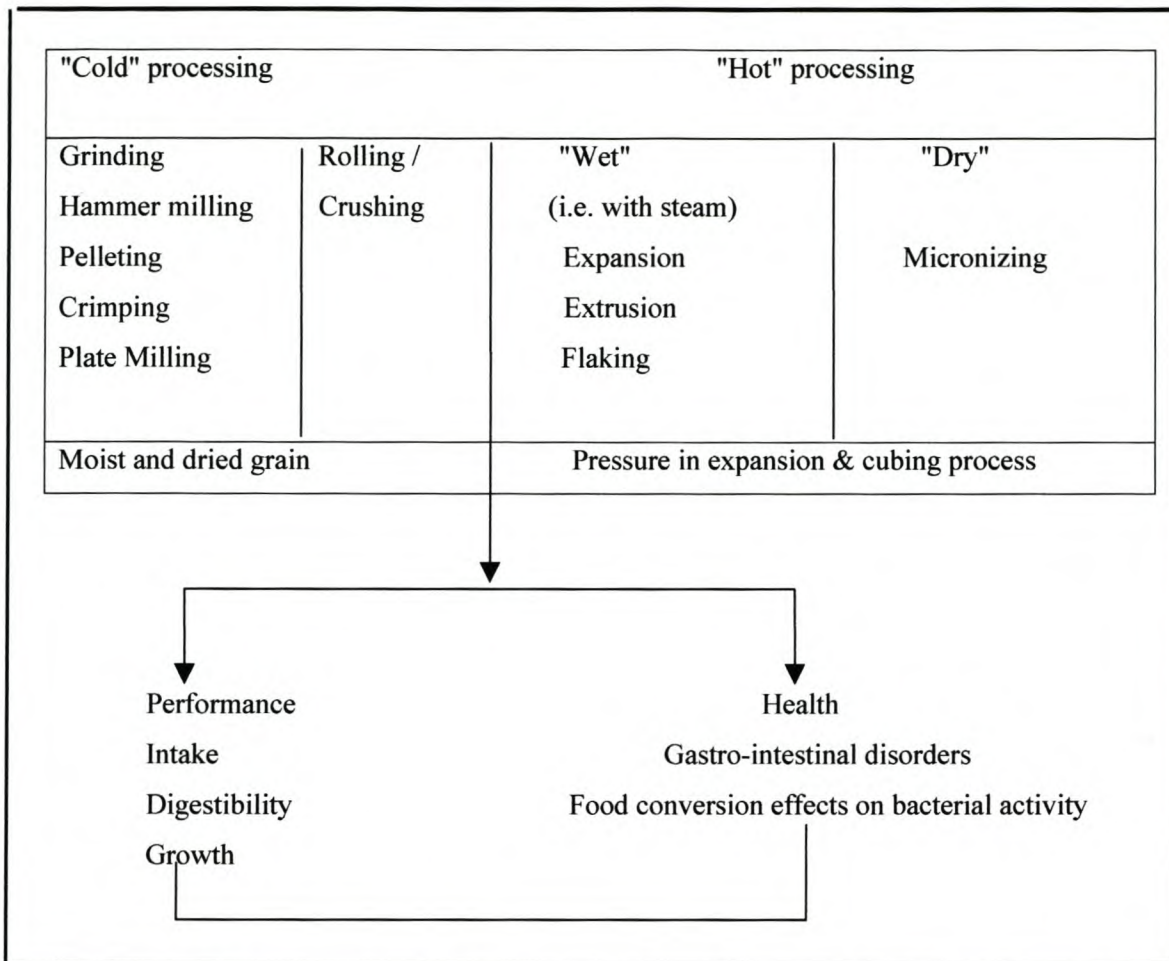 "Cold" processing "Hot" processing
Grinding Rolling / "Wet" "Dry"
Hammer milling Crushing (i.e. with steam)
Pelleting Expansion Micronizing
Crimping Extrusion
Plate Milling Flaking
Moist and dried grain Pressure in expansion & cubing process
Performance Health
Intake Gastro-intestinal disorders
Digestibility Food conversion effects on bacterial activity
Growth